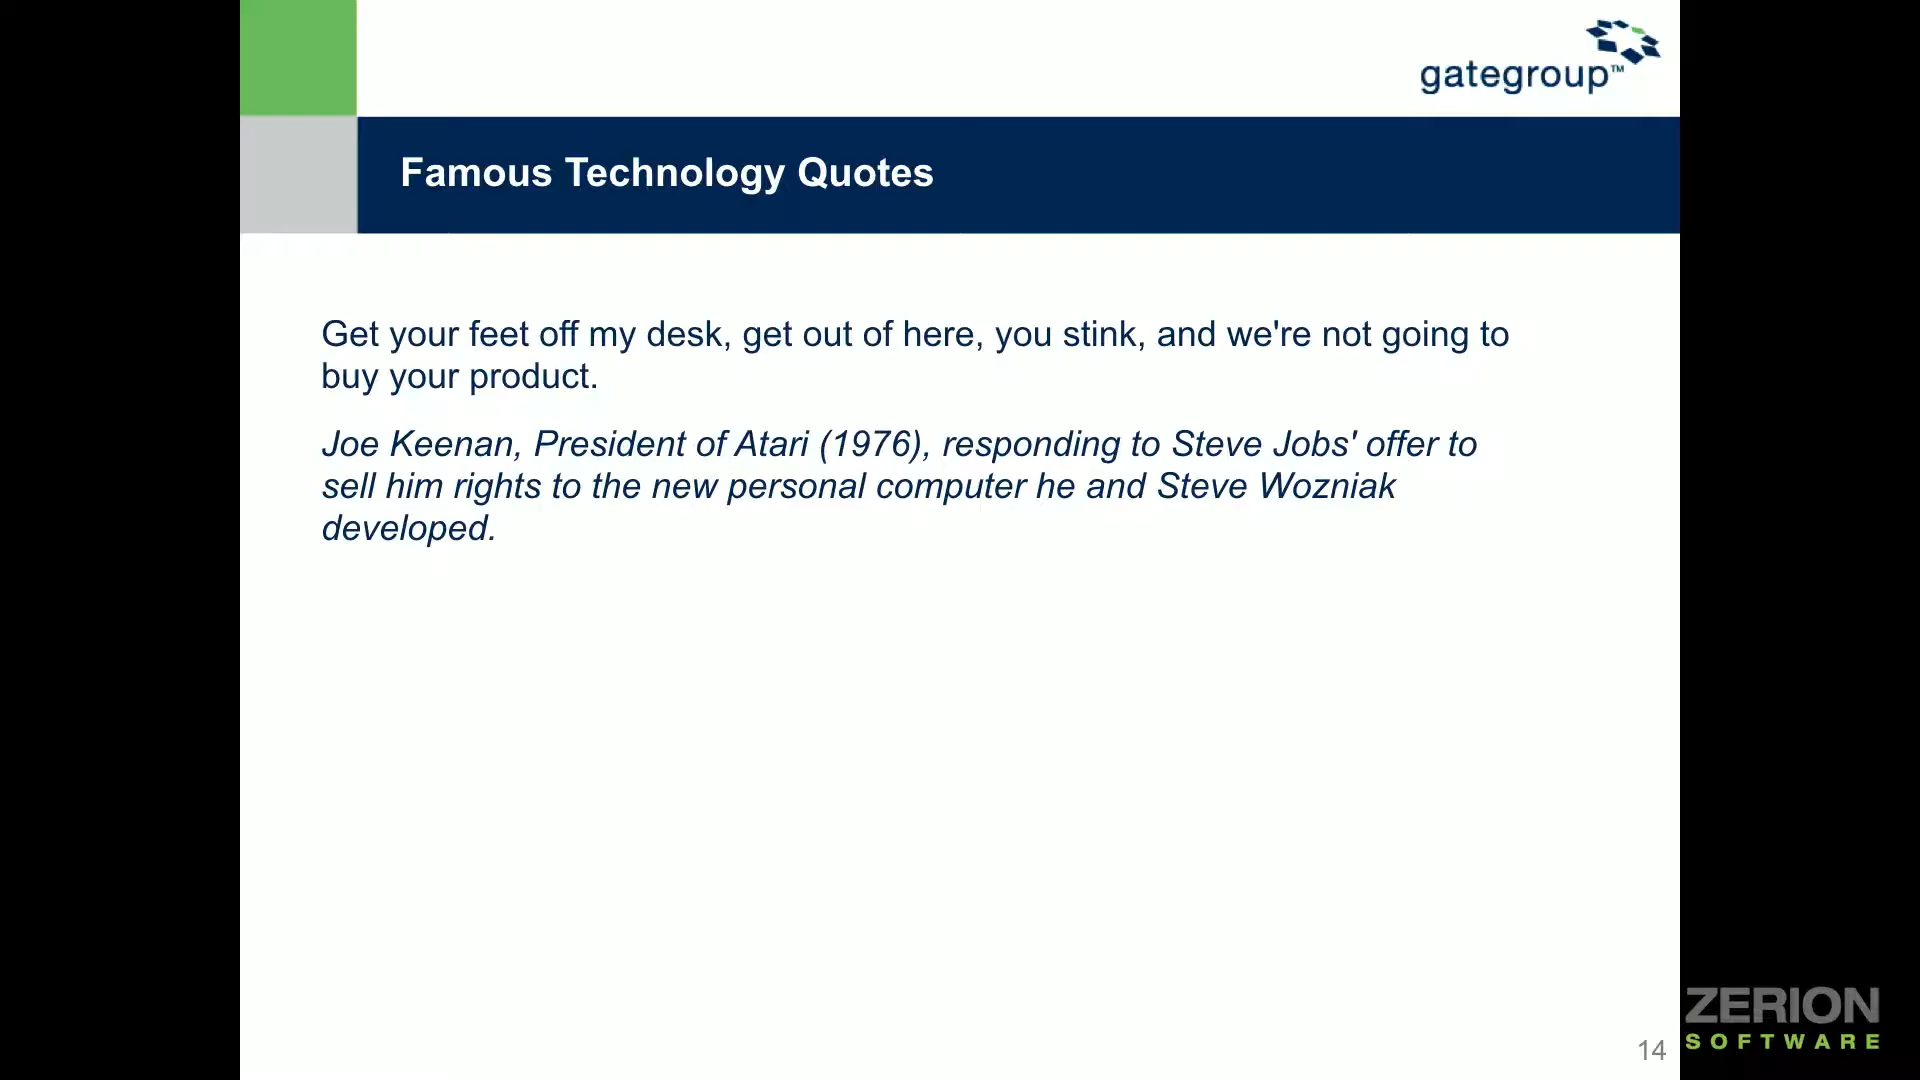 gategroup™
Famous Technology Quotes
Get your feet off my desk, get out of here, you stink, and we're not going to
buy your product.
Joe Keenan, President of Atari (1976), responding to Steve Jobs' offer to
sell him rights to the new personal computer he and Steve Wozniak
developed.
14
ZERION
SOFTWARE